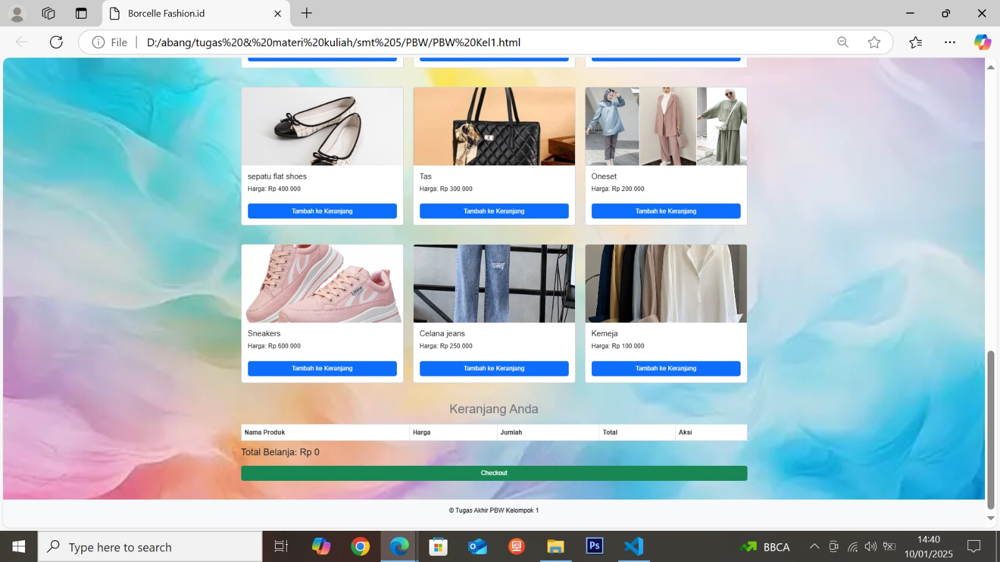 Borcelle Fashion.id
File
D:/abang/tugas%20&%20materi%20kuliah/smt%205/PBW/PBW%20Kel1.html
sepatu flat shoes
Harga: Rp 400.000
Tambah ke Keranjang
Tas
Harga: Rp 300.000
Tambah ke Keranjang
Oneset
Harga: Rp 200.000
Tambah ke Keranjang
Sneakers
Harga: Rp 600.000
Tambah ke Keranjang
Celana jeans
Harga: Rp 250.000
Tambah ke Keranjang
Kemeja
Harga: Rp 100.000
Tambah ke Keranjang
Keranjang Anda
Nama Produk Harga Jumlah Total Aksi
Total Belanja: Rp 0
Checkout
© Tugas Akhir PBW Kelompok 1
Type here to search
Ps
BBCA
14:40
10/01/2025